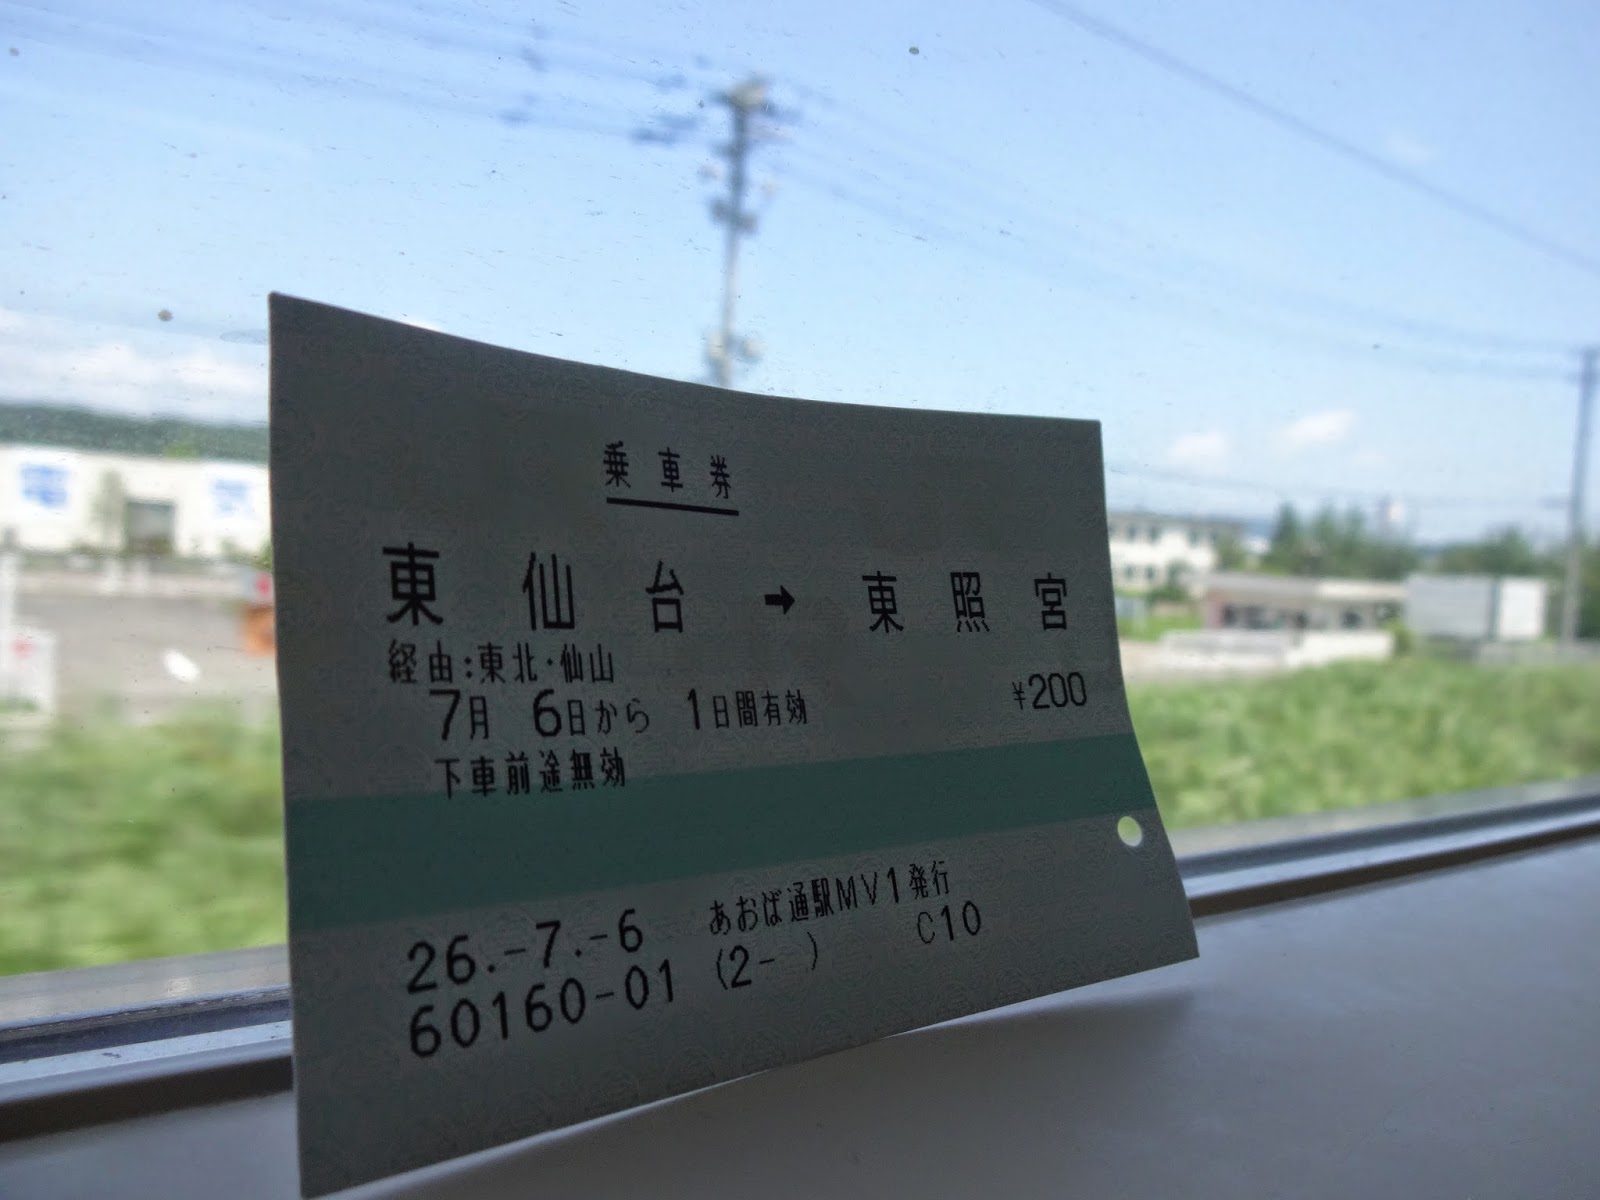 乗車券
東仙台 ➡ 東照宮
経由:東北・仙山
7月 6日から 1日間有効 ¥200
下車前途無効
26.-7.-6 あおば通駅MV1発行
60160-01 (2- ) C10